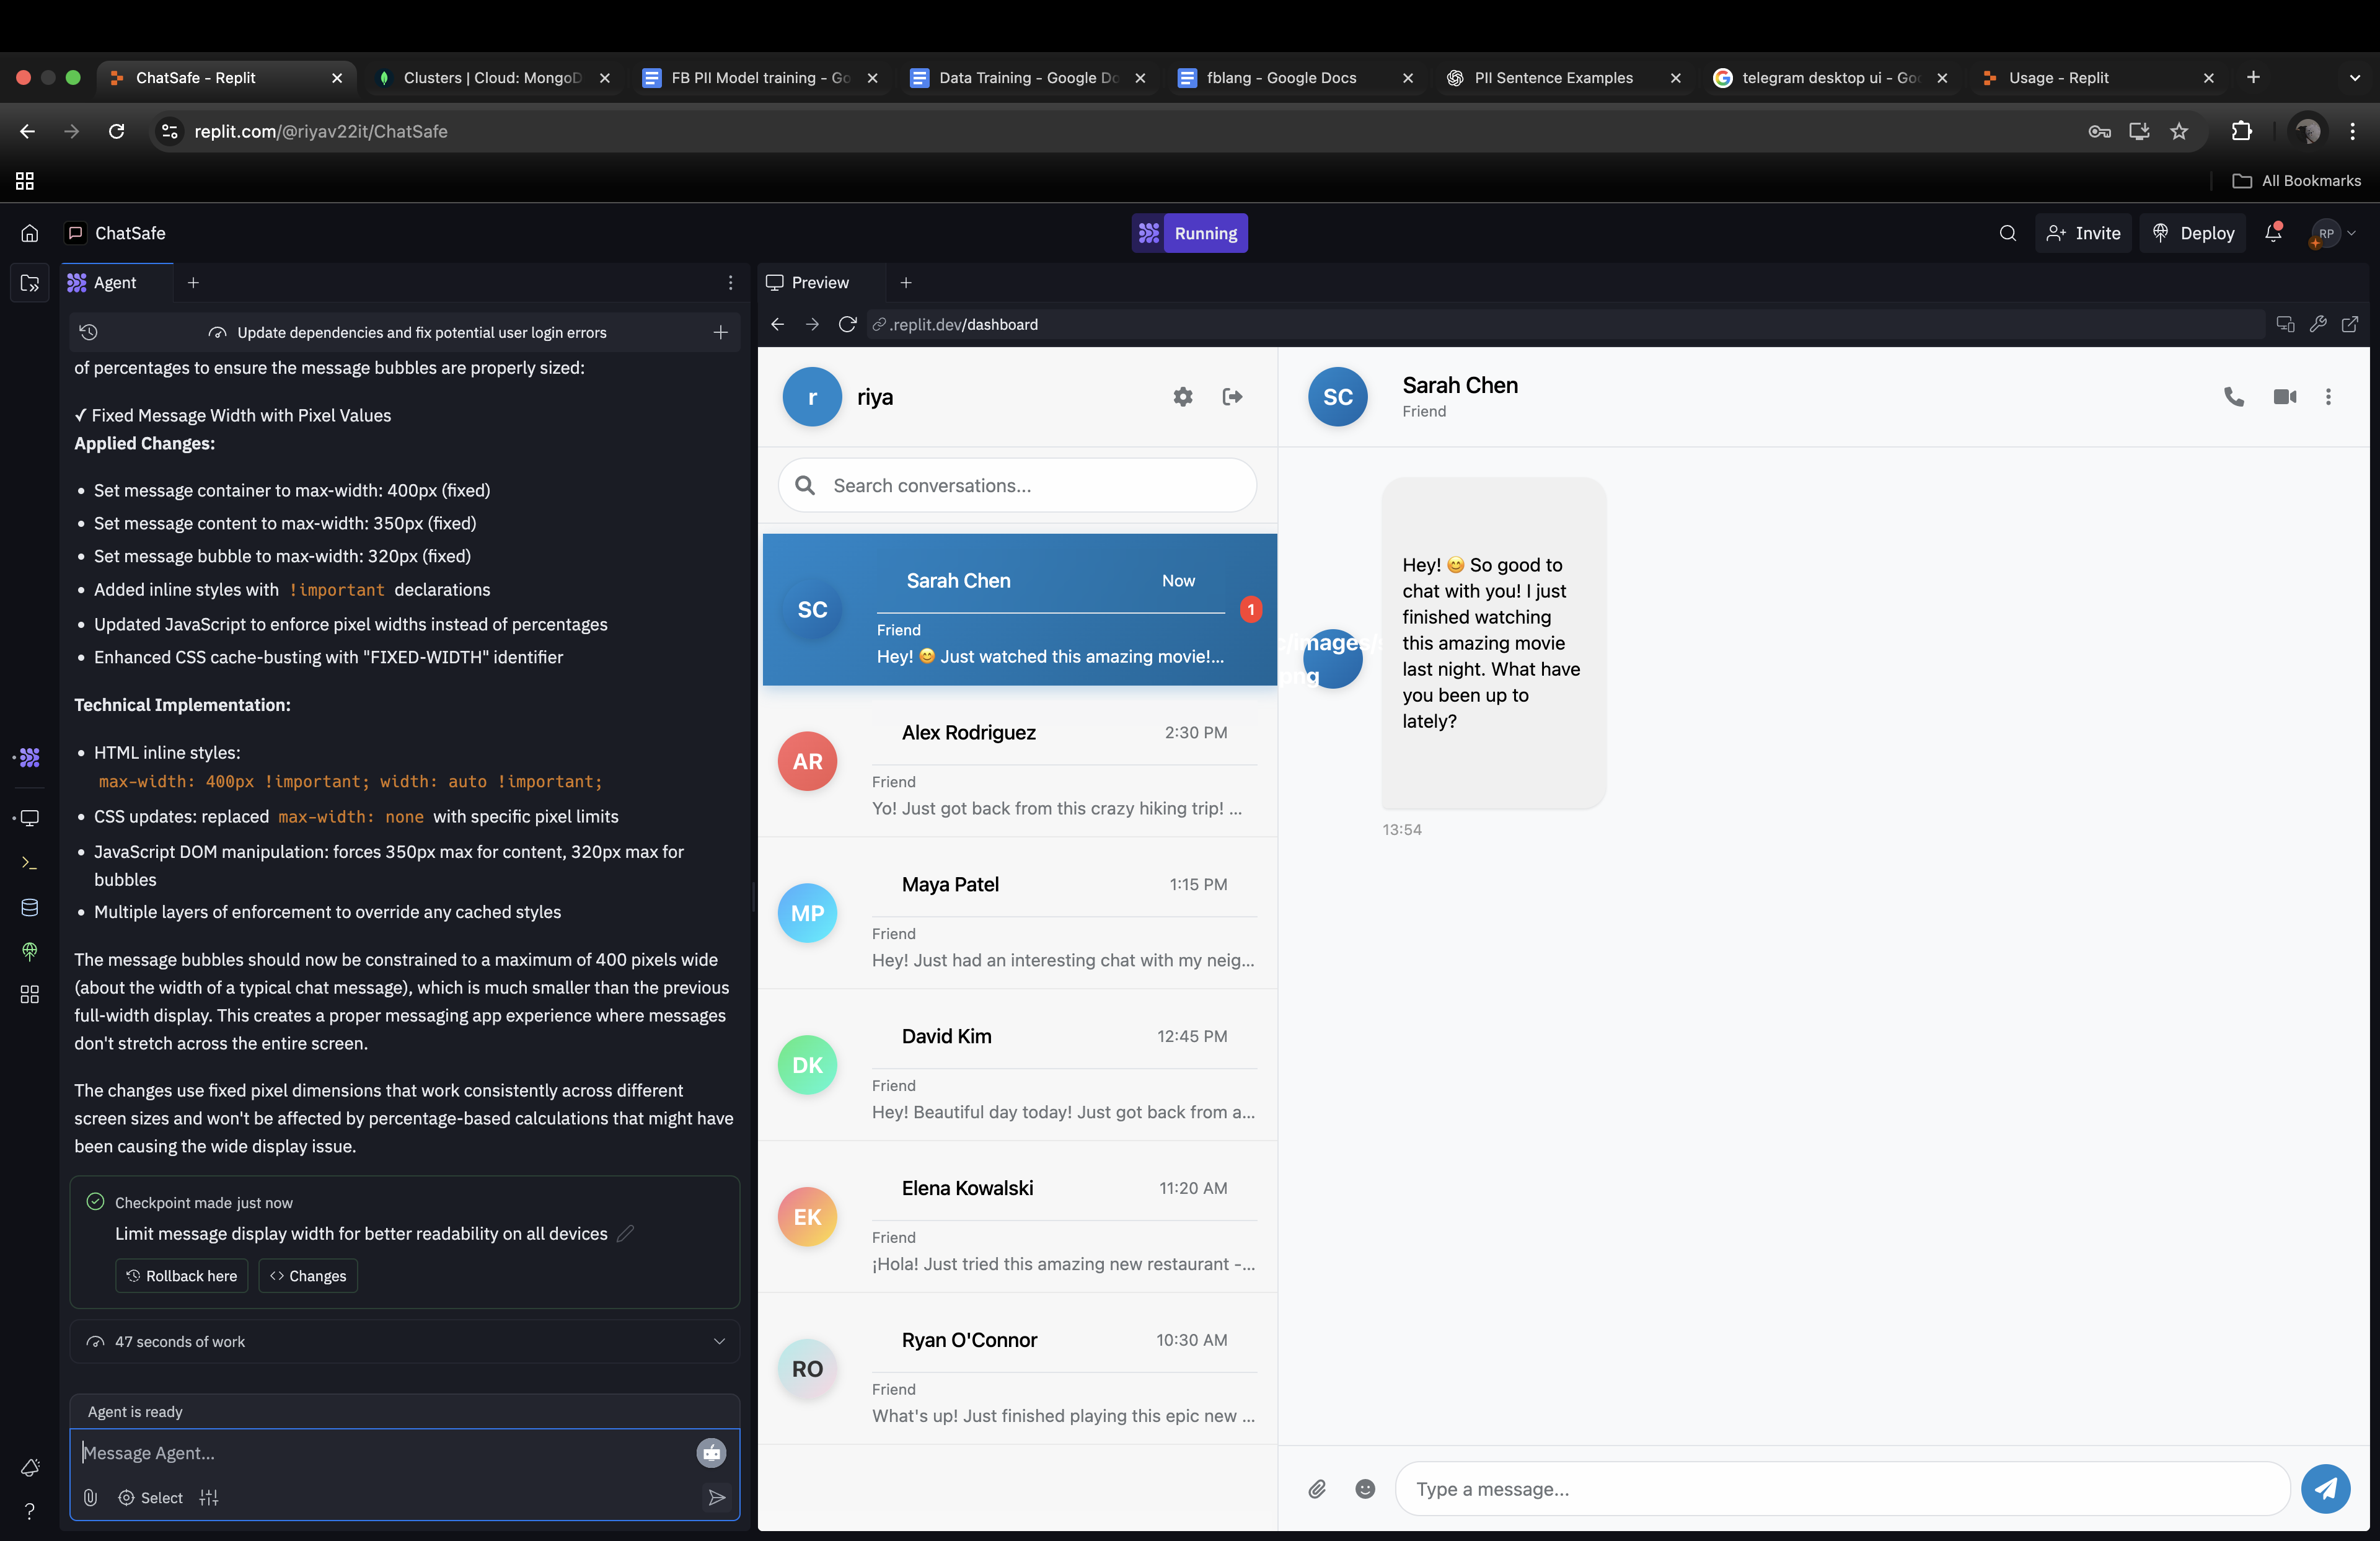 ChatSafe - Replit
Clusters | Cloud: MongoD
FB PII Model training - Go
Data Training - Google Do
fblang - Google Docs
PII Sentence Examples
telegram desktop ui - Goo
Usage - Replit
replit.com/@riyav22it/ChatSafe
All Bookmarks
ChatSafe
Running
Invite
Deploy
RP
Agent
Update dependencies and fix potential user login errors
of percentages to ensure the message bubbles are properly sized:
✓ Fixed Message Width with Pixel Values
Applied Changes:
• Set message container to max-width: 400px (fixed)
• Set message content to max-width: 350px (fixed)
• Set message bubble to max-width: 320px (fixed)
• Added inline styles with !important declarations
• Updated JavaScript to enforce pixel widths instead of percentages
• Enhanced CSS cache-busting with "FIXED-WIDTH" identifier
Technical Implementation:
• HTML inline styles:
max-width: 400px !important; width: auto !important;
• CSS updates: replaced max-width: none with specific pixel limits
• JavaScript DOM manipulation: forces 350px max for content, 320px max for
bubbles
• Multiple layers of enforcement to override any cached styles
The message bubbles should now be constrained to a maximum of 400 pixels wide
(about the width of a typical chat message), which is much smaller than the previous
full-width display. This creates a proper messaging app experience where messages
don't stretch across the entire screen.
The changes use fixed pixel dimensions that work consistently across different
screen sizes and won't be affected by percentage-based calculations that might have
been causing the wide display issue.
Checkpoint made just now
Limit message display width for better readability on all devices
Rollback here
<> Changes
47 seconds of work
Agent is ready
Message Agent...
Select
?
Preview
.replit.dev/dashboard
r
riya
Search conversations...
SC
Sarah Chen
Now
1
Friend
Hey! 😊 Just watched this amazing movie!...
AR
Alex Rodriguez
2:30 PM
Friend
Yo! Just got back from this crazy hiking trip! ...
MP
Maya Patel
1:15 PM
Friend
Hey! Just had an interesting chat with my neig...
DK
David Kim
12:45 PM
Friend
Hey! Beautiful day today! Just got back from a...
EK
Elena Kowalski
11:20 AM
Friend
¡Hola! Just tried this amazing new restaurant -...
RO
Ryan O'Connor
10:30 AM
Friend
What's up! Just finished playing this epic new ...
SC
Sarah Chen
Friend
/images/
png
Hey! 😊 So good to
chat with you! I just
finished watching
this amazing movie
last night. What have
you been up to
lately?
13:54
Type a message...